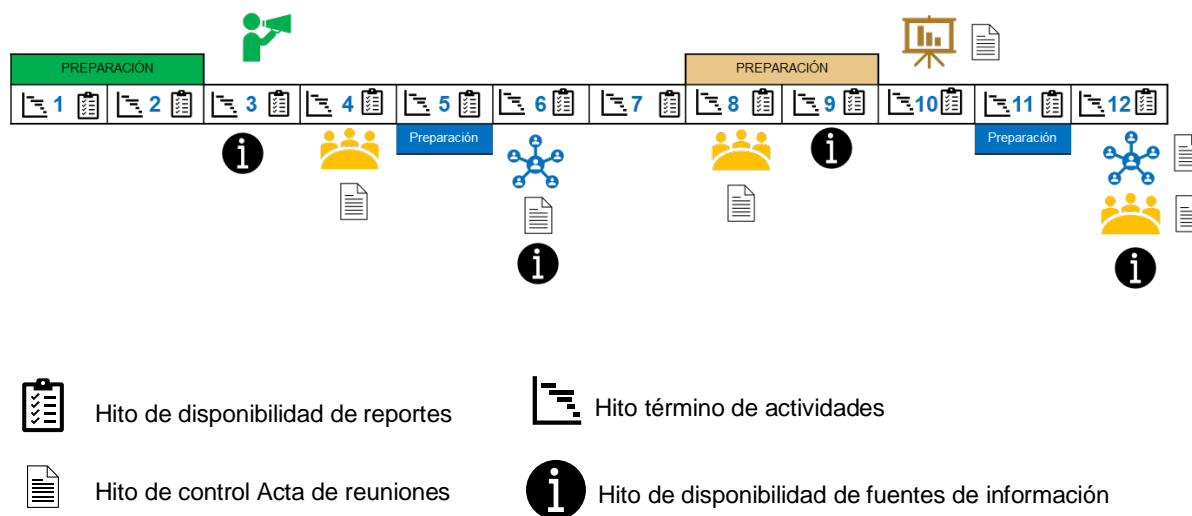 PREPARACIÓN
PREPARACIÓN
1 2 3 4 5 6 7 8 9 10 11 12
Preparación
Preparación
Hito de disponibilidad de reportes
Hito término de actividades
Hito de control Acta de reuniones
Hito de disponibilidad de fuentes de información